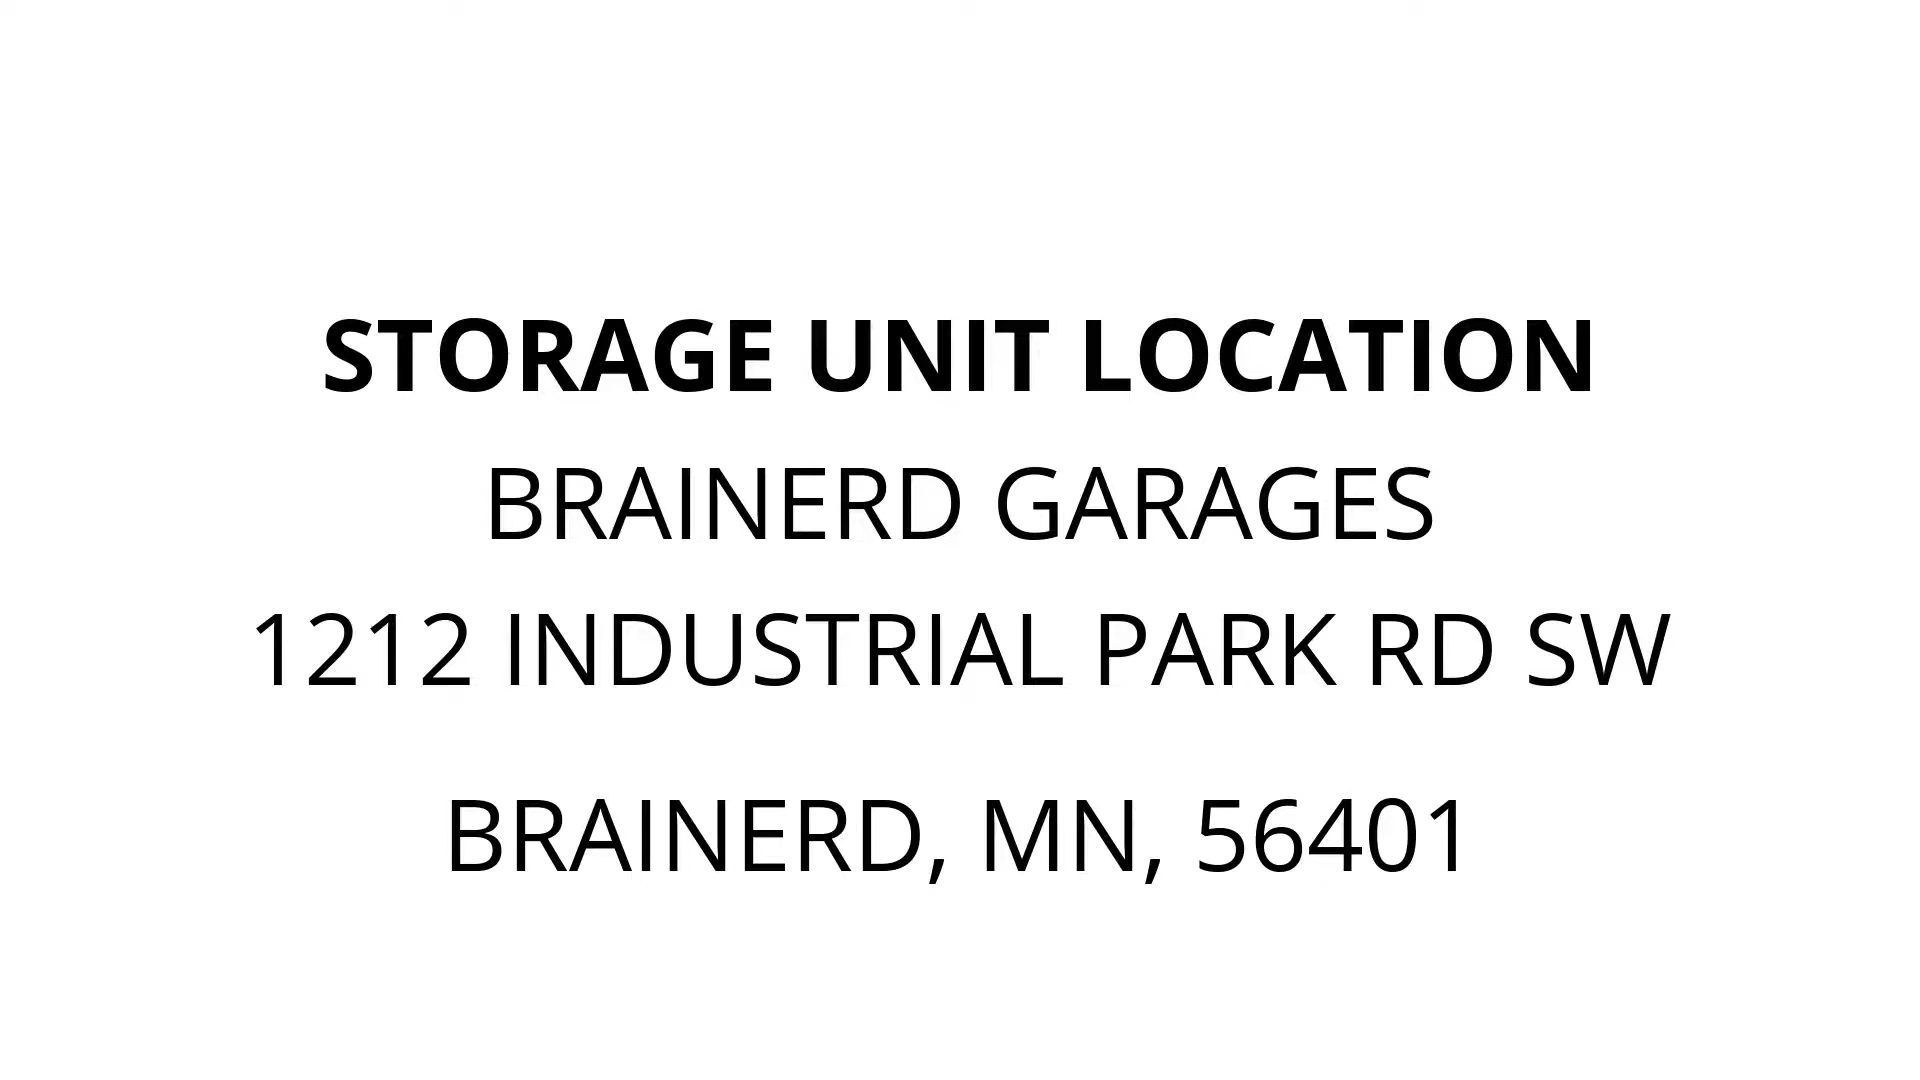 STORAGE UNIT LOCATION
BRAINERD GARAGES
1212 INDUSTRIAL PARK RD SW
BRAINERD, MN, 56401